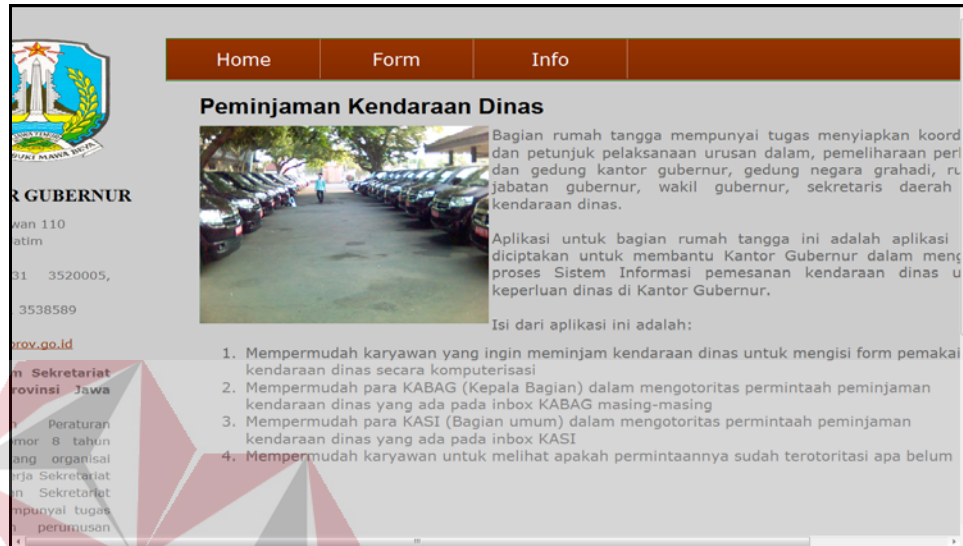 Home Form Info
Peminjaman Kendaraan Dinas
Bagian rumah tangga mempunyai tugas menyiapkan
dan petunjuk pelaksanaan urusan dalam, pemeliharaan
dan gedung kantor gubernur, gedung negara grahadi,
jabatan gubernur, wakil gubernur, sekretaris daerah
kendaraan dinas.
Aplikasi untuk bagian rumah tangga ini adalah aplikasi
diciptakan untuk membantu Kantor Gubernur dalam
proses Sistem Informasi pemesanan kendaraan dinas
keperluan dinas di Kantor Gubernur.
Isi dari aplikasi ini adalah:
1. Mempermudah karyawan yang ingin meminjam kendaraan dinas untuk mengisi form pemakai
kendaraan dinas secara komputerisasi
2. Mempermudah para KABAG (Kepala Bagian) dalam mengotoritas permintaah peminjaman
kendaraan dinas yang ada pada inbox KABAG masing-masing
3. Mempermudah para KASI (Bagian umum) dalam mengotoritas permintaah peminjaman
kendaraan dinas yang ada pada inbox KASI
4. Mempermudah karyawan untuk melihat apakah permintaannya sudah terotoritasi apa belum
R GUBERNUR
wan 110
atim
31 3520005,
3538589
prov.go.id
m Sekretariat
rovinsi Jawa
Peraturan
mor 8 tahun
ang organisai
erja Sekretariat
an Sekretariat
mpunyai tugas
perumusan